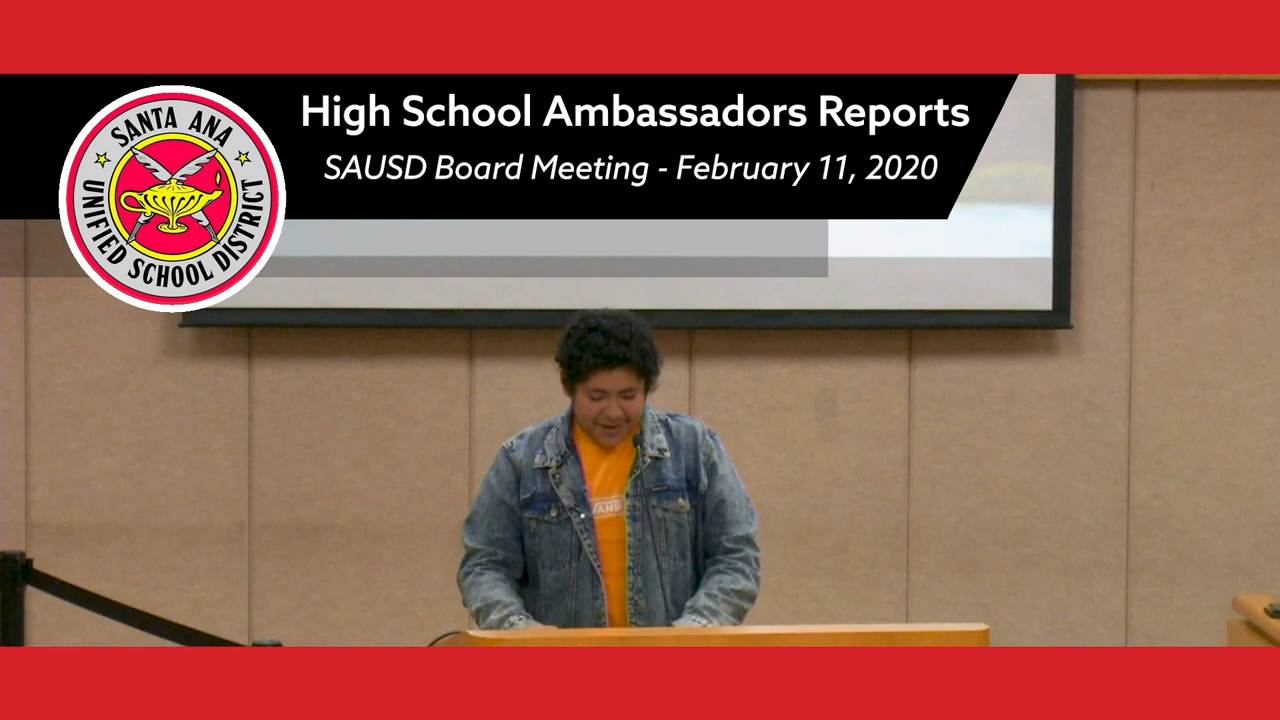 High School Ambassadors Reports
SAUSD Board Meeting - February 11, 2020
SANTA ANA
UNIFIED SCHOOL DISTRICT